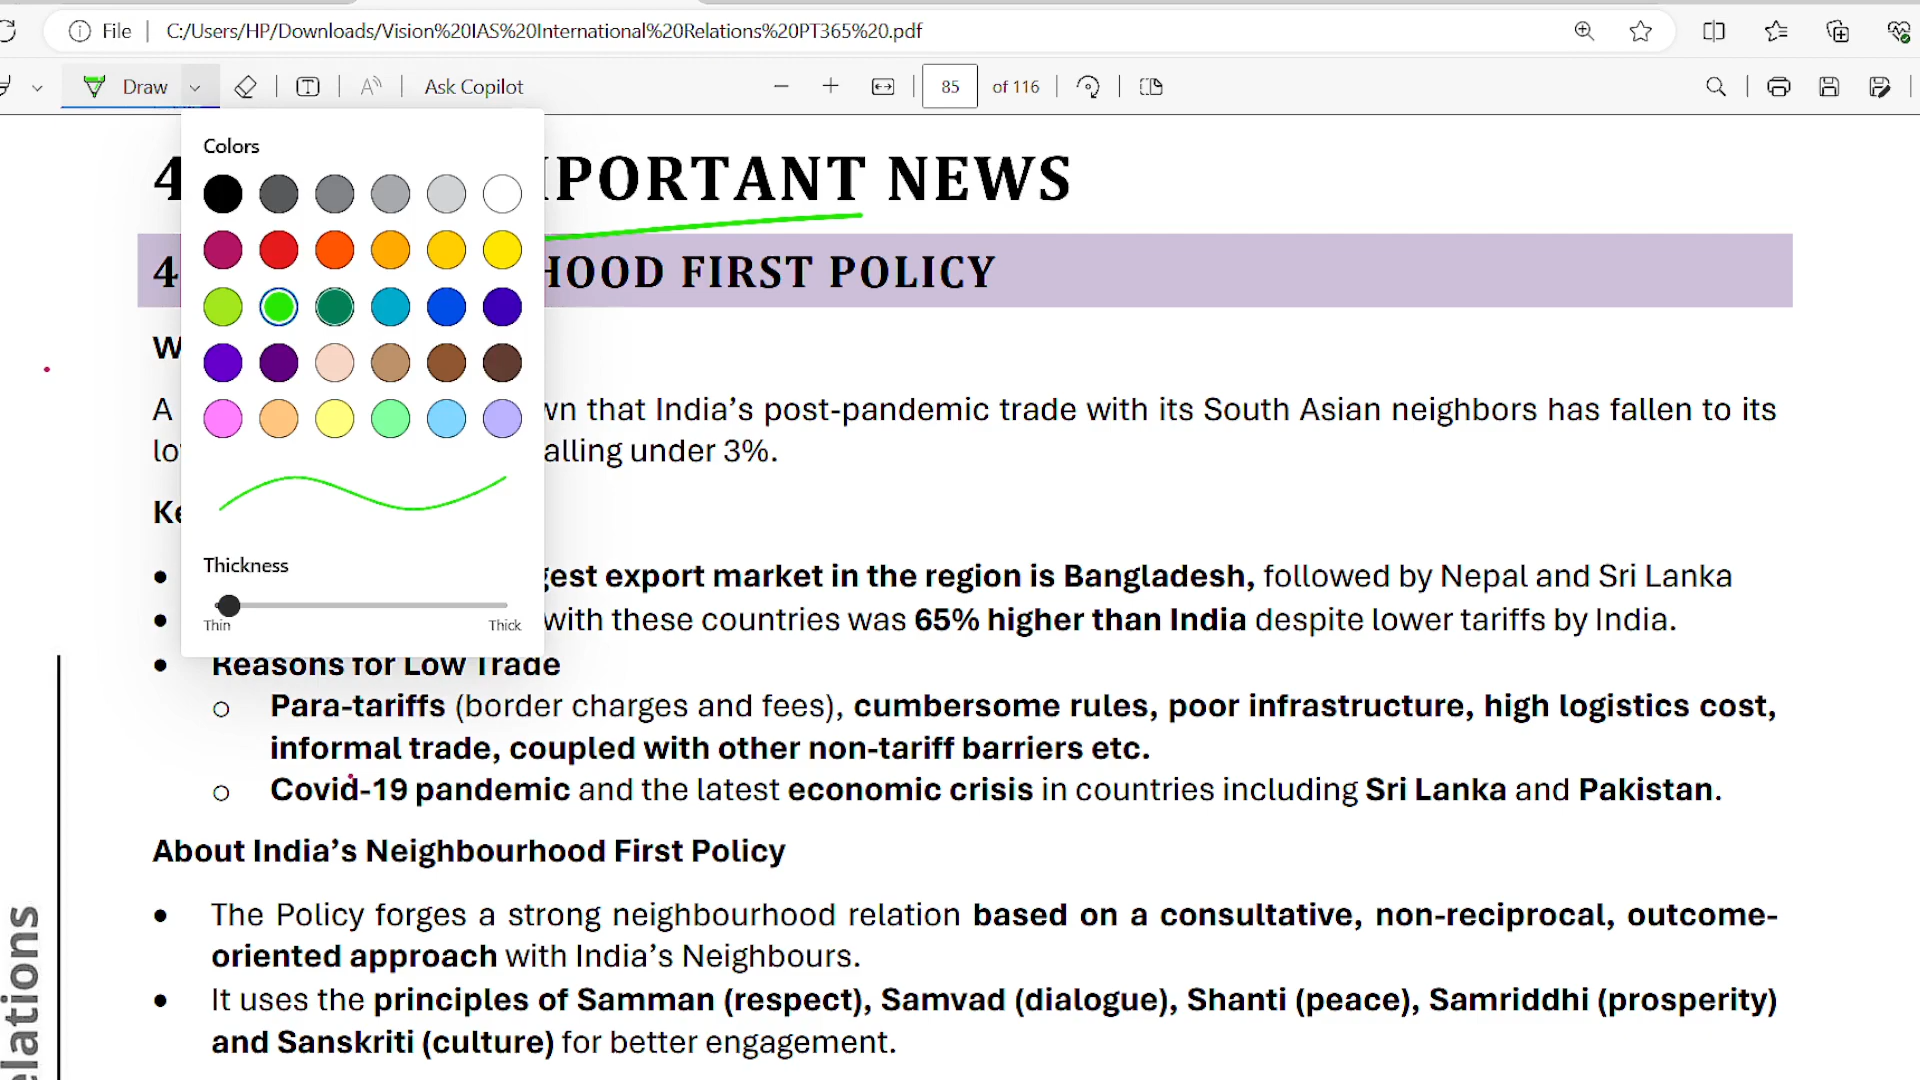 File C:/Users/HP/Downloads/Vision%20IAS%20International%20Relations%20PT365%20.pdf
Draw Ask Copilot 85 of 116
Colors
Thickness
Thin Thick
4 PORTANT NEWS
4 HOOD FIRST POLICY
W
A wn that India's post-pandemic trade with its South Asian neighbors has fallen to its
lo alling under 3%.
Ke
gest export market in the region is Bangladesh, followed by Nepal and Sri Lanka
with these countries was 65% higher than India despite lower tariffs by India.
Reasons for Low Trade
Para-tariffs (border charges and fees), cumbersome rules, poor infrastructure, high logistics cost,
informal trade, coupled with other non-tariff barriers etc.
Covid-19 pandemic and the latest economic crisis in countries including Sri Lanka and Pakistan.
About India's Neighbourhood First Policy
The Policy forges a strong neighbourhood relation based on a consultative, non-reciprocal, outcome-
oriented approach with India's Neighbours.
It uses the principles of Samman (respect), Samvad (dialogue), Shanti (peace), Samriddhi (prosperity)
and Sanskriti (culture) for better engagement.
elations